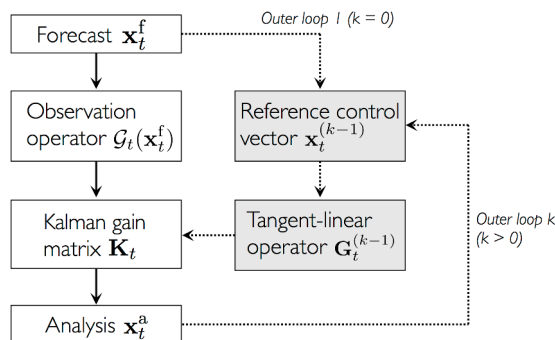 Forecast x_t^f
Outer loop 1 (k = 0)
Observation
operator 𝒢_t(x_t^f)
Reference control
vector x_t^(k−1)
Kalman gain
matrix K_t
Tangent-linear
operator G_t^(k−1)
Outer loop k
(k > 0)
Analysis x_t^a